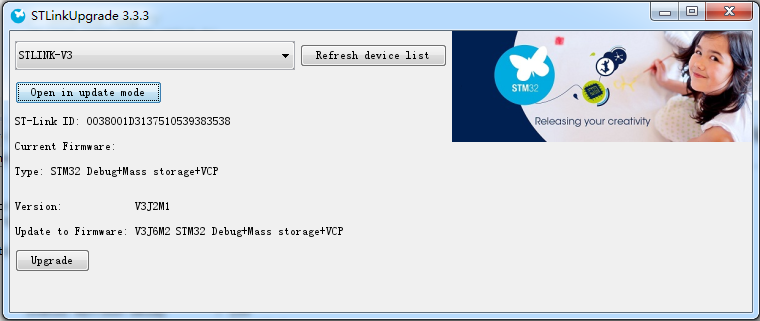 STLinkUpgrade 3.3.3
STLINK-V3
Refresh device list
Open in update mode
ST-Link ID: 0038001D3137510539383538
Current Firmware:
Type: STM32 Debug+Mass storage+VCP
Version: V3J2M1
Update to Firmware: V3J6M2 STM32 Debug+Mass storage+VCP
Upgrade
STM32
Releasing your creativity